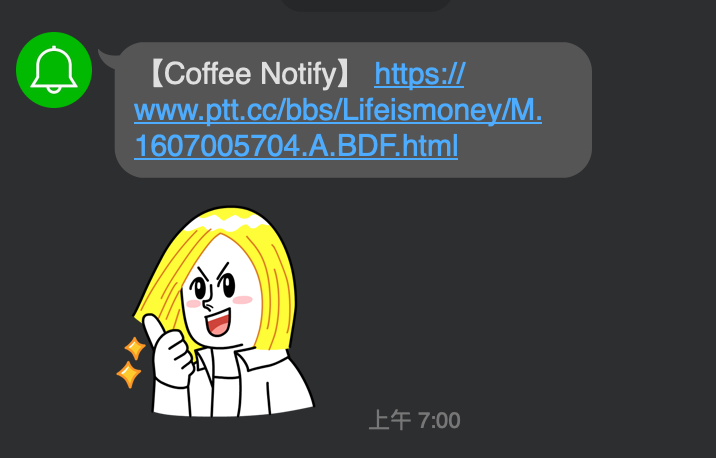 【Coffee Notify】 https://
www.ptt.cc/bbs/Lifeismoney/M.
1607005704.A.BDF.html
上午 7:00